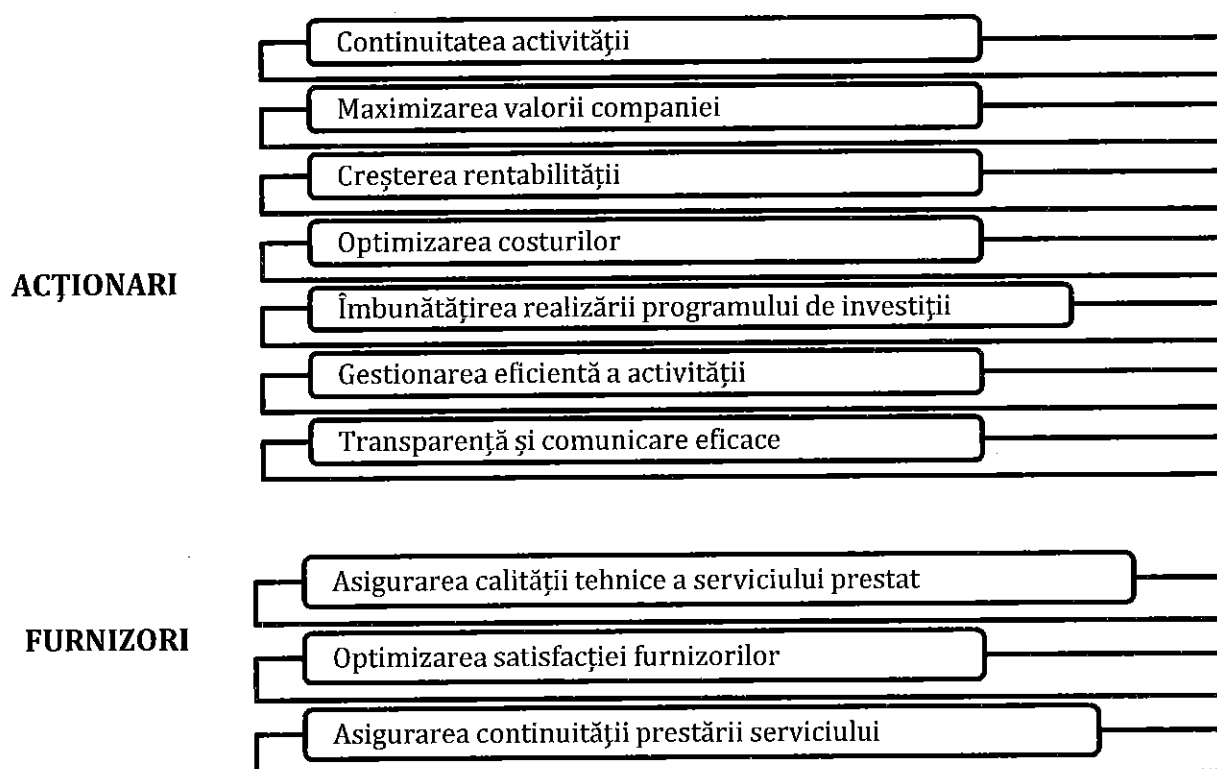 Continuitatea activității
Maximizarea valorii companiei
Creșterea rentabilității
Optimizarea costurilor
ACȚIONARI
Îmbunătățirea realizării programului de investiții
Gestionarea eficientă a activității
Transparență și comunicare eficace
Asigurarea calității tehnice a serviciului prestat
FURNIZORI
Optimizarea satisfacției furnizorilor
Asigurarea continuității prestării serviciului